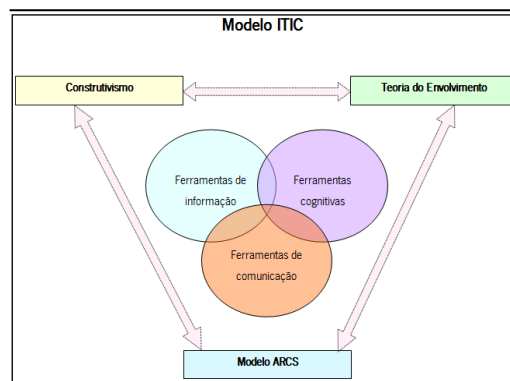 Modelo ITIC
Construtivismo
Teoria do Envolvimento
Ferramentas de
informação
Ferramentas
cognitivas
Ferramentas de
comunicação
Modelo ARCS